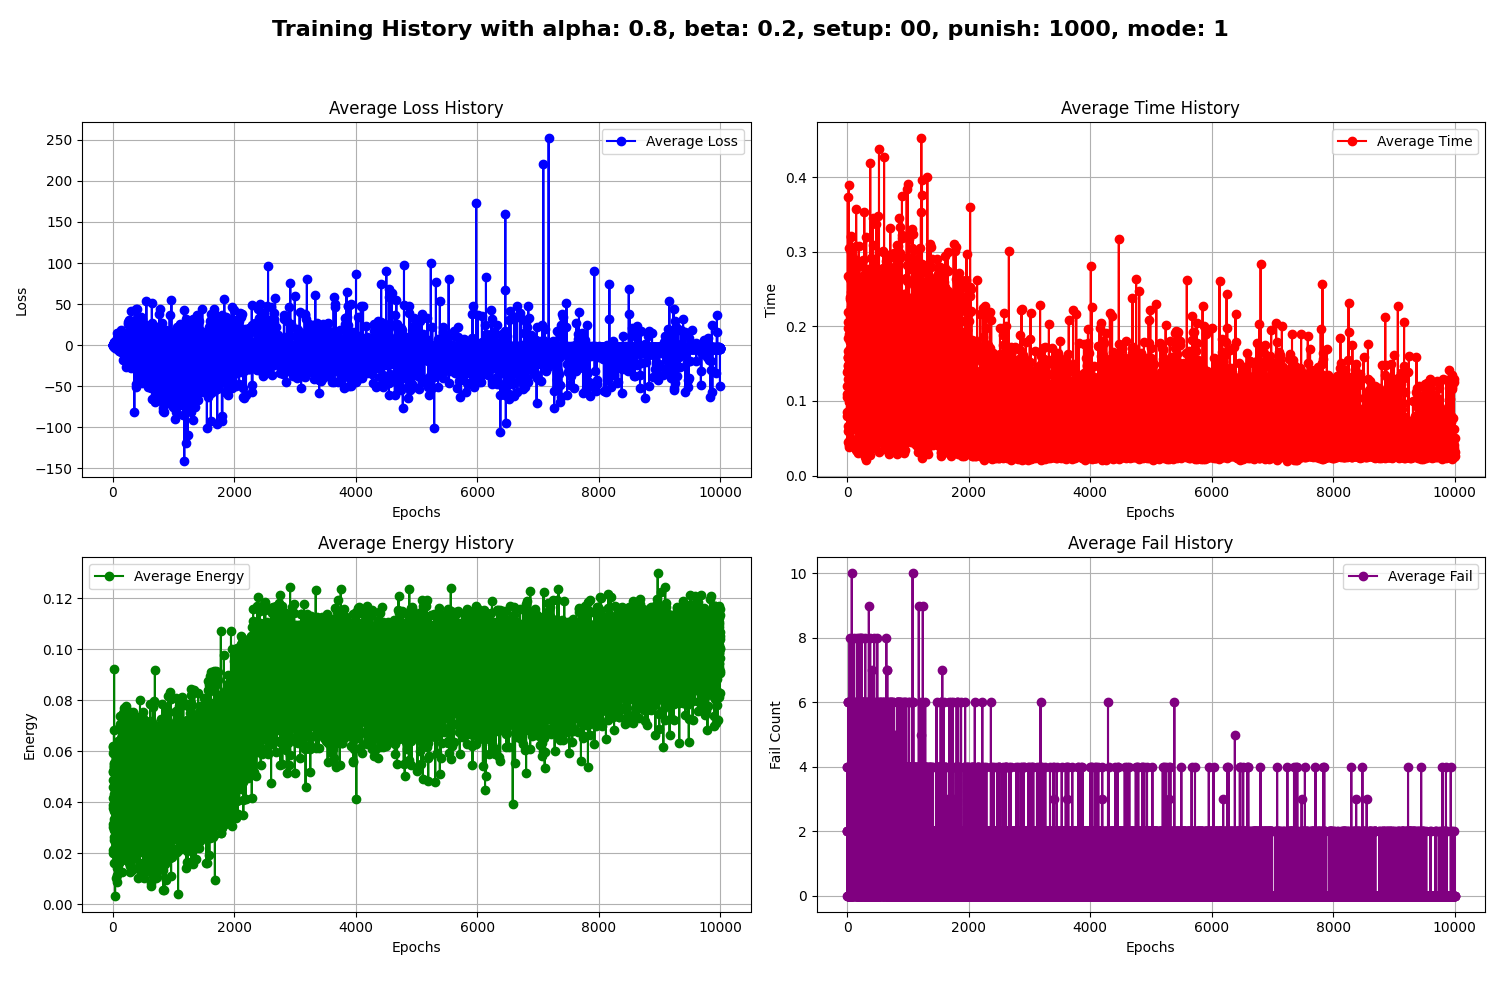 Training History with alpha: 0.8, beta: 0.2, setup: 00, punish: 1000, mode: 1
Average Loss History
Average Loss
Loss
250
200
150
100
50
0
−50
−100
−150
0 2000 4000 6000 8000 10000
Epochs
Average Time History
Average Time
Time
0.4
0.3
0.2
0.1
0.0
0 2000 4000 6000 8000 10000
Epochs
Average Energy History
Average Energy
Energy
0.12
0.10
0.08
0.06
0.04
0.02
0.00
0 2000 4000 6000 8000 10000
Epochs
Average Fail History
Average Fail
Fail Count
10
8
6
4
2
0
0 2000 4000 6000 8000 10000
Epochs